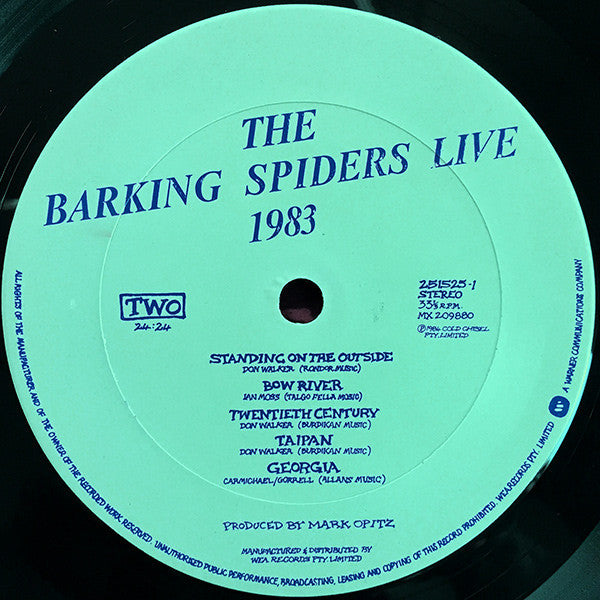 THE
BARKING SPIDERS LIVE
1983
TWO
24:24
251525-1
STEREO
33⅓ R.P.M.
MX 209880
Ⓟ1984 COLD CHISEL
PTY. LIMITED
STANDING ON THE OUTSIDE
DON WALKER (RONDOR MUSIC)
BOW RIVER
IAN MOSS (TALGO FELLA MUSIC)
TWENTIETH CENTURY
DON WALKER (BURDIKAN MUSIC)
TAIPAN
DON WALKER (BURDIKAN MUSIC)
GEORGIA
CARMICHAEL/GORRELL (ALLANS MUSIC)
PRODUCED BY MARK OPITZ
MANUFACTURED & DISTRIBUTED BY
WEA RECORDS PTY. LIMITED
ALL RIGHTS OF THE MANUFACTURER AND OF THE OWNER OF THE RECORDED WORK RESERVED. UNAUTHORISED PUBLIC PERFORMANCE, BROADCASTING, LEASING AND COPYING OF THIS RECORD PROHIBITED. WEA RECORDS PTY. LIMITED A WARNER COMMUNICATIONS COMPANY